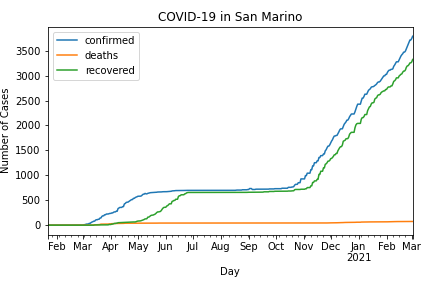 COVID-19 in San Marino
confirmed
deaths
recovered
Number of Cases
3500
3000
2500
2000
1500
1000
500
0
Feb Mar Apr May Jun Jul Aug Sep Oct Nov Dec Jan Feb Mar
2021
Day